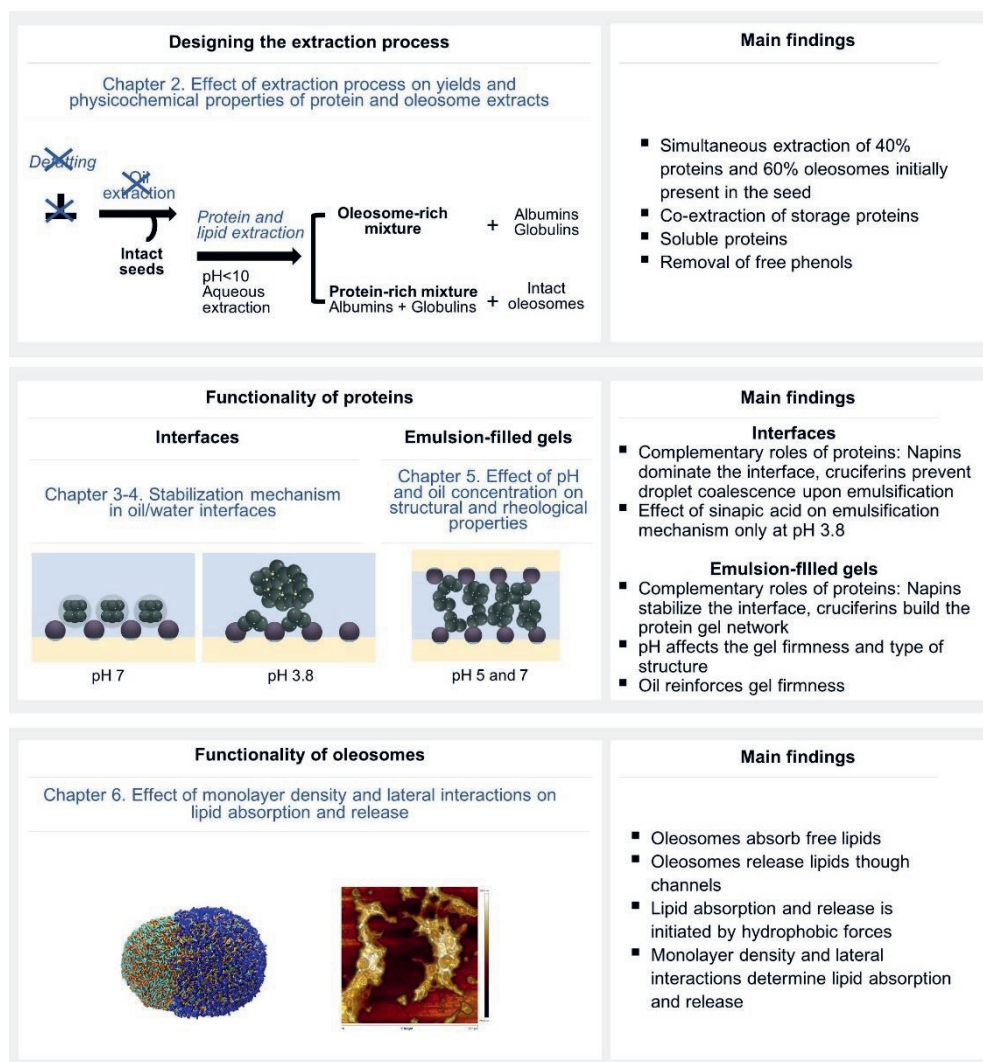 Designing the extraction process
Chapter 2. Effect of extraction process on yields and
physicochemical properties of protein and oleosome extracts
Defatting
Oil
extraction
Intact
seeds
Protein and
lipid extraction
pH<10
Aqueous
extraction
Oleosome-rich
mixture
+
Albumins
Globulins
Protein-rich mixture
Albumins + Globulins
+
Intact
oleosomes
Main findings
▪ Simultaneous extraction of 40%
proteins and 60% oleosomes initially
present in the seed
▪ Co-extraction of storage proteins
▪ Soluble proteins
▪ Removal of free phenols
Functionality of proteins
Interfaces
Chapter 3-4. Stabilization mechanism
in oil/water interfaces
pH 7
pH 3.8
Emulsion-filled gels
Chapter 5. Effect of pH
and oil concentration on
structural and rheological
properties
pH 5 and 7
Main findings
Interfaces
▪ Complementary roles of proteins: Napins
dominate the interface, cruciferins prevent
droplet coalescence upon emulsification
▪ Effect of sinapic acid on emulsification
mechanism only at pH 3.8
Emulsion-filled gels
▪ Complementary roles of proteins: Napins
stabilize the interface, cruciferins build the
protein gel network
▪ pH affects the gel firmness and type of
structure
▪ Oil reinforces gel firmness
Functionality of oleosomes
Chapter 6. Effect of monolayer density and lateral interactions on
lipid absorption and release
Main findings
▪ Oleosomes absorb free lipids
▪ Oleosomes release lipids though
channels
▪ Lipid absorption and release is
initiated by hydrophobic forces
▪ Monolayer density and lateral
interactions determine lipid absorption
and release